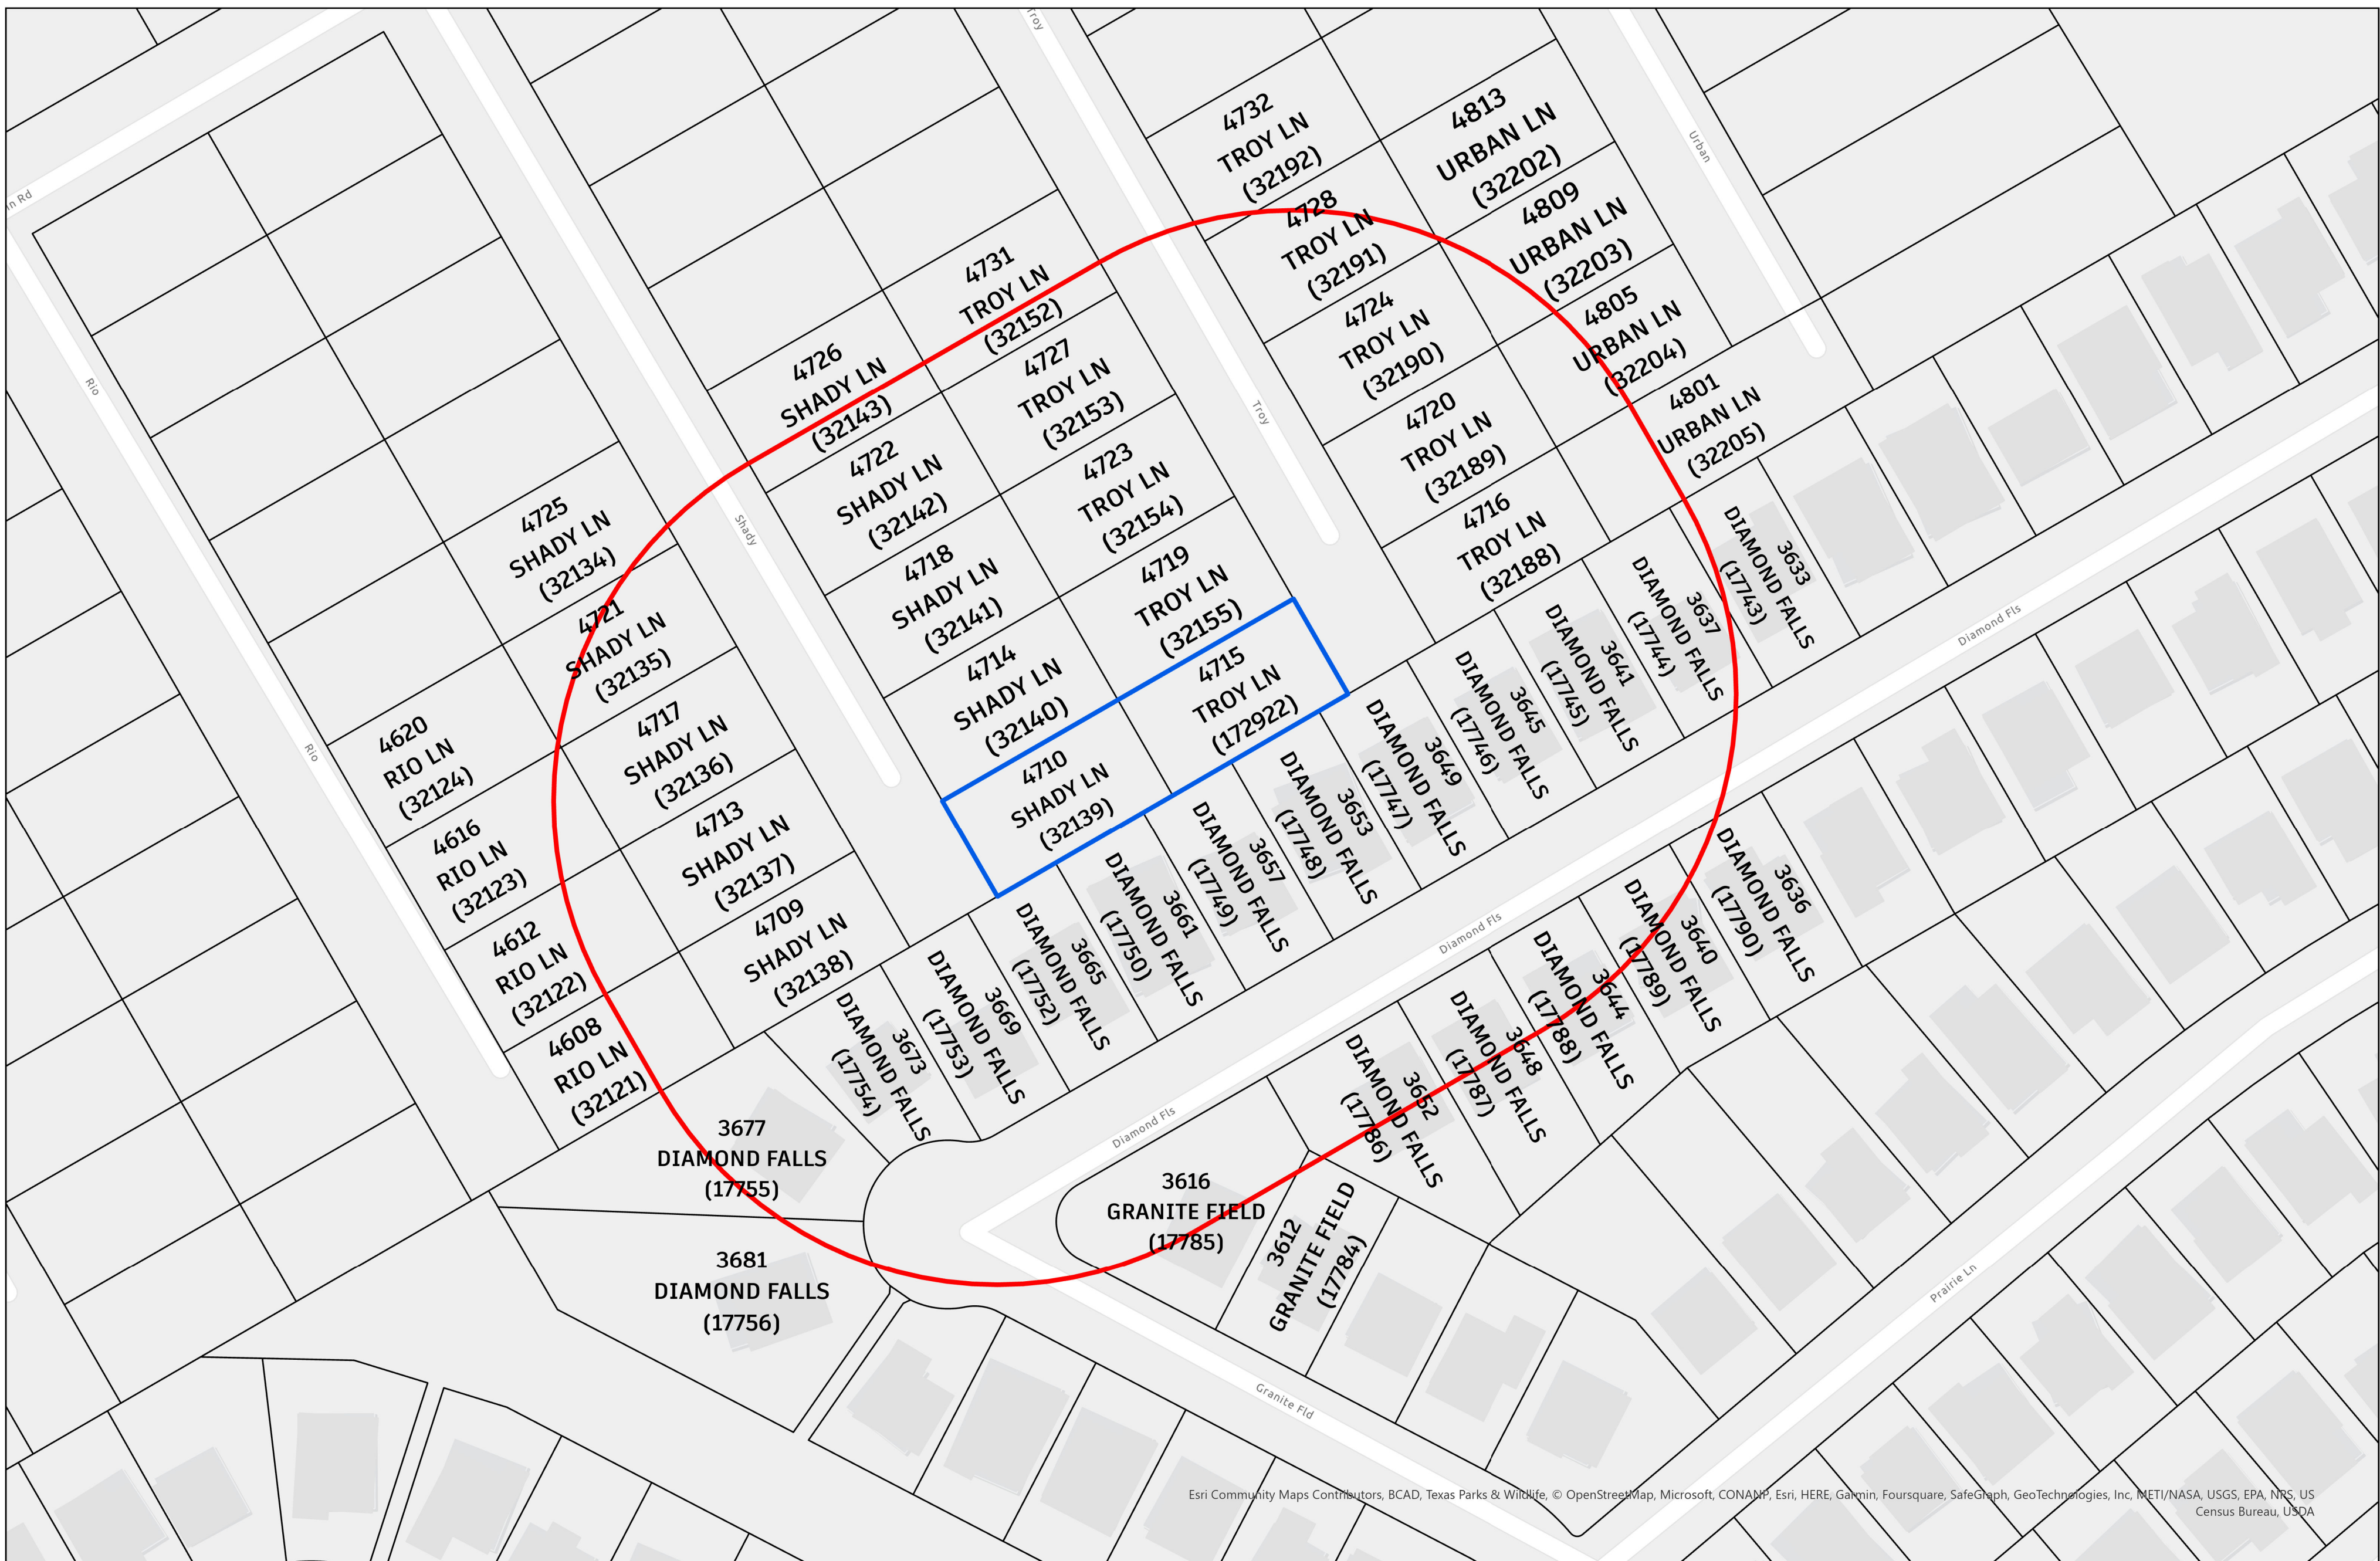 Troy
4732
TROY LN
(32192)
4813
URBAN LN
(32202)
Urban
4728
TROY LN
(32191)
4809
URBAN LN
(32203)
n Rd
4731
TROY LN
(32152)
4724
TROY LN
(32190)
4805
URBAN LN
(32204)
4726
SHADY LN
(32143)
4727
TROY LN
(32153)
Troy
4720
TROY LN
(32189)
4801
URBAN LN
(32205)
Rio
4725
SHADY LN
(32134)
Shady
4722
SHADY LN
(32142)
4723
TROY LN
(32154)
4716
TROY LN
(32188)
3633
DIAMOND FALLS
(17743)
4721
SHADY LN
(32135)
4718
SHADY LN
(32141)
4719
TROY LN
(32155)
3637
DIAMOND FALLS
(17744)
Diamond Fls
4620
RIO LN
(32124)
Rio
4717
SHADY LN
(32136)
4714
SHADY LN
(32140)
4715
TROY LN
(172922)
3641
DIAMOND FALLS
(17745)
3645
DIAMOND FALLS
(17746)
4616
RIO LN
(32123)
4713
SHADY LN
(32137)
4710
SHADY LN
(32139)
3649
DIAMOND FALLS
(17747)
3653
DIAMOND FALLS
(17748)
3657
DIAMOND FALLS
(17749)
3636
DIAMOND FALLS
(17790)
4612
RIO LN
(32122)
4709
SHADY LN
(32138)
3661
DIAMOND FALLS
(17750)
3665
DIAMOND FALLS
(17752)
Diamond Fls
3640
DIAMOND FALLS
(17789)
3644
DIAMOND FALLS
(17788)
4608
RIO LN
(32121)
3669
DIAMOND FALLS
(17753)
3673
DIAMOND FALLS
(17754)
3648
DIAMOND FALLS
(17787)
3652
DIAMOND FALLS
(17786)
Diamond Fls
3677
DIAMOND FALLS
(17755)
3616
GRANITE FIELD
(17785)
3612
GRANITE FIELD
(17784)
3681
DIAMOND FALLS
(17756)
Prairie Ln
Granite Fld
Esri Community Maps Contributors, BCAD, Texas Parks & Wildlife, © OpenStreetMap, Microsoft, CONANP, Esri, HERE, Garmin, Foursquare, SafeGraph, GeoTechnologies, Inc, METI/NASA, USGS, EPA, NPS, US
Census Bureau, USDA